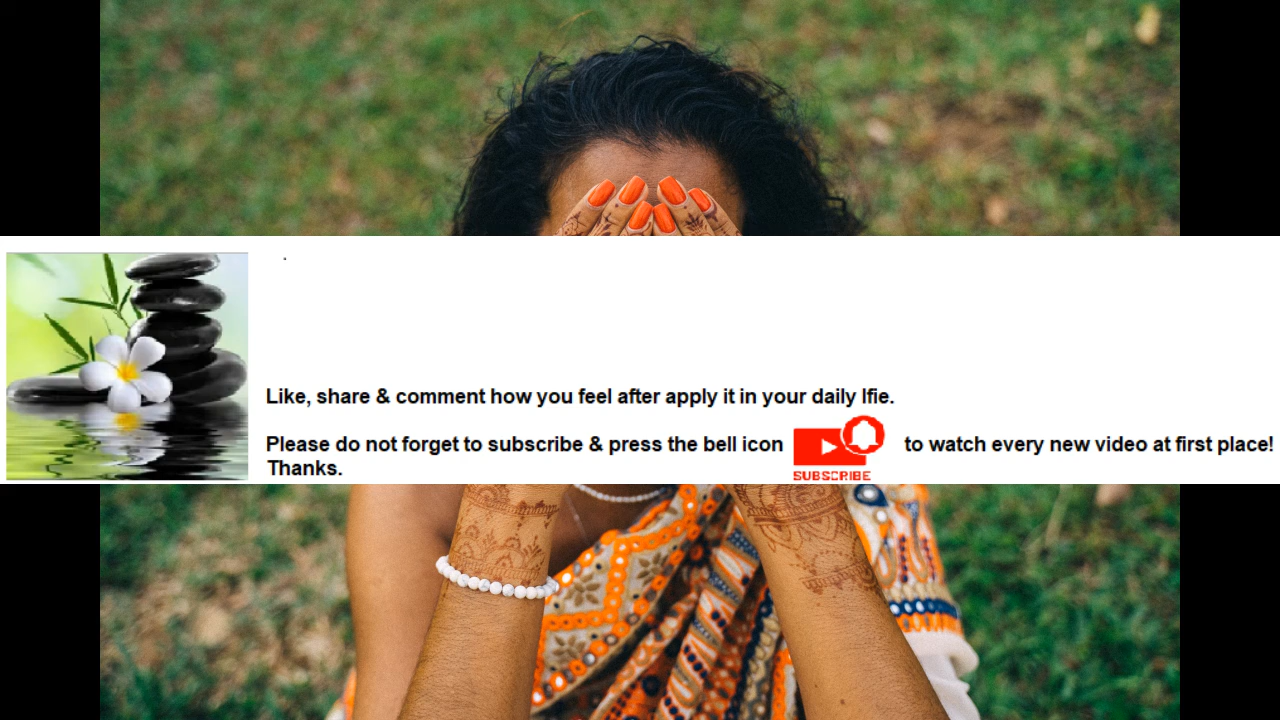 Like, share & comment how you feel after apply it in your daily lfie.
Please do not forget to subscribe & press the bell icon SUBSCRIBE to watch every new video at first place!
Thanks.